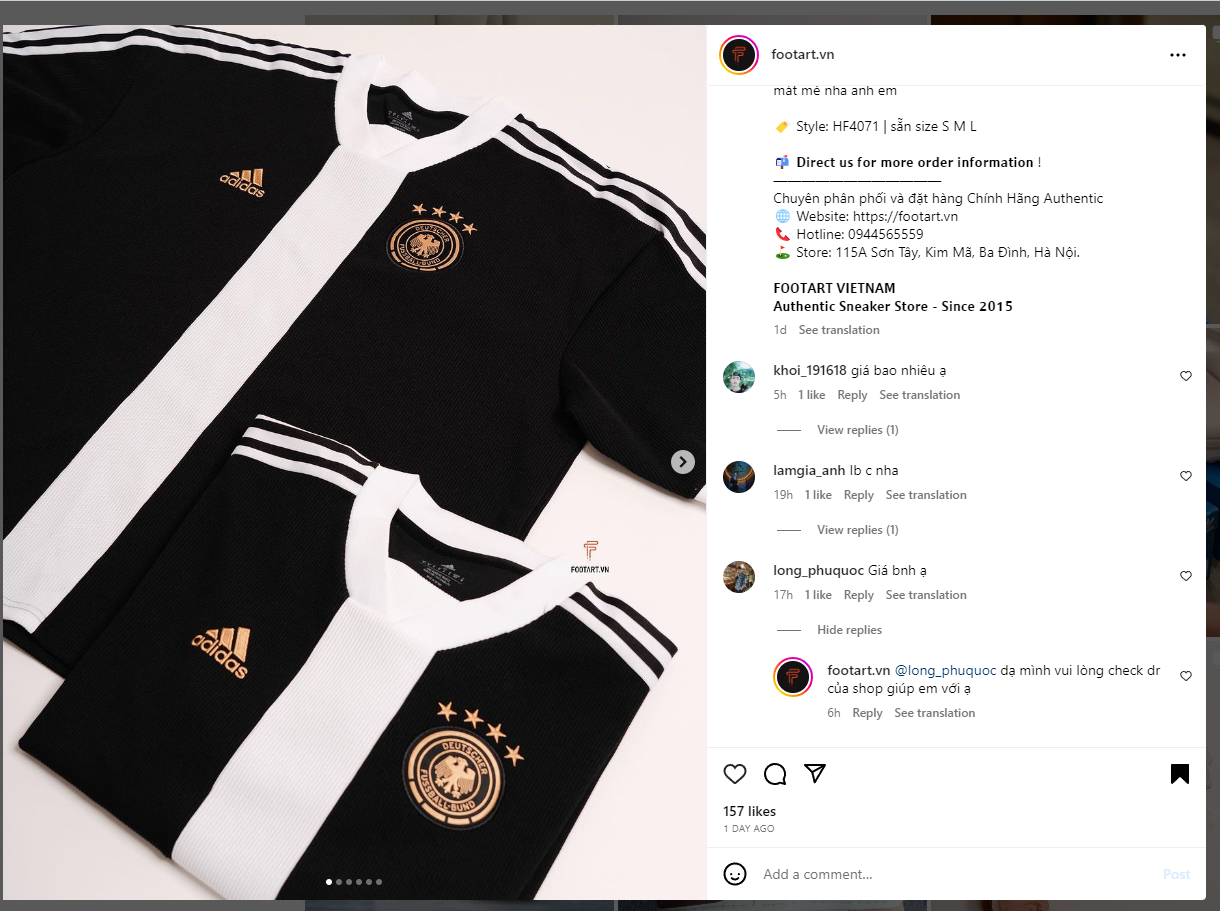 adidas
DEUTSCHER
FUSSBALL-BUND
adidas
DEUTSCHER
FUSSBALL-BUND
FOOTART.VN
footart.vn
mát mẻ nha anh em
🏷️ Style: HF4071 | sẵn size S M L
📬 Direct us for more order information !
————————————
Chuyên phân phối và đặt hàng Chính Hãng Authentic
🌐 Website: https://footart.vn
📞 Hotline: 0944565559
⛳ Store: 115A Sơn Tây, Kim Mã, Ba Đình, Hà Nội.
FOOTART VIETNAM
Authentic Sneaker Store - Since 2015
1d See translation
khoi_191618 giá bao nhiêu ạ
5h 1 like Reply See translation
View replies (1)
lamgia_anh Ib c nha
19h 1 like Reply See translation
View replies (1)
long_phuquoc Giá bnh ạ
17h 1 like Reply See translation
Hide replies
footart.vn @long_phuquoc dạ mình vui lòng check dr
của shop giúp em với ạ
6h Reply See translation
157 likes
1 DAY AGO
Add a comment...
Post